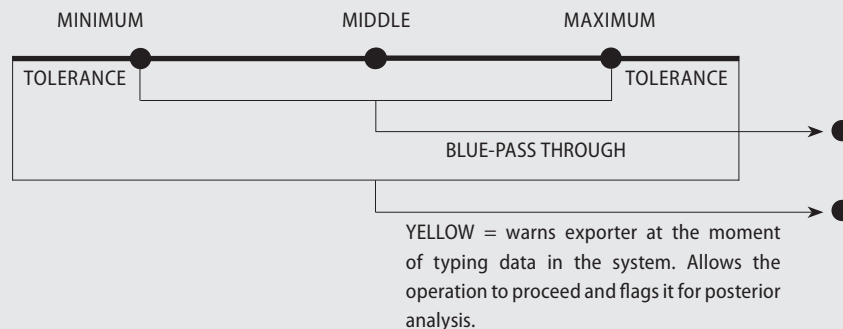 MINIMUM MIDDLE MAXIMUM
TOLERANCE TOLERANCE
BLUE-PASS THROUGH
YELLOW = warns exporter at the moment
of typing data in the system. Allows the
operation to proceed and flags it for posterior
analysis.